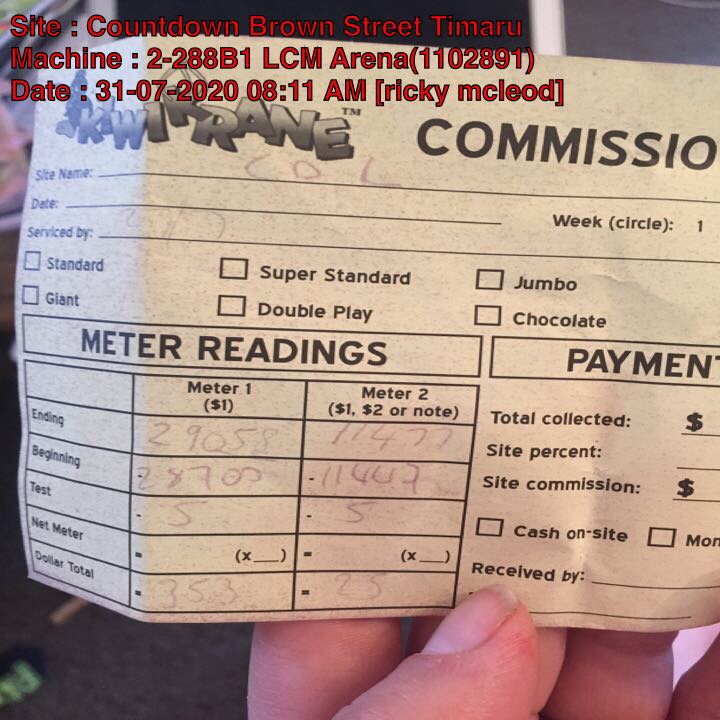 Site : Countdown Brown Street Timaru
Machine : 2-288B1 LCM Arena(1102891)
Date : 31-07-2020 08:11 AM [ricky mcleod]
KIWIKRANE™ COMMISSIO
Site Name: CDL
Date:
Week (circle): 1
Serviced by:
Standard Super Standard Jumbo
Giant Double Play Chocolate
METER READINGS PAYMENT
Meter 1 Meter 2
($1) ($1, $2 or note)
Ending 29058 11477
Beginning - 28700 - 11447
Test - 5 - 5
Net Meter = (x__) = (x__)
Dollar Total = 353 = 25
Total collected: $
Site percent:
Site commission: $
Cash on-site Mon
Received by: